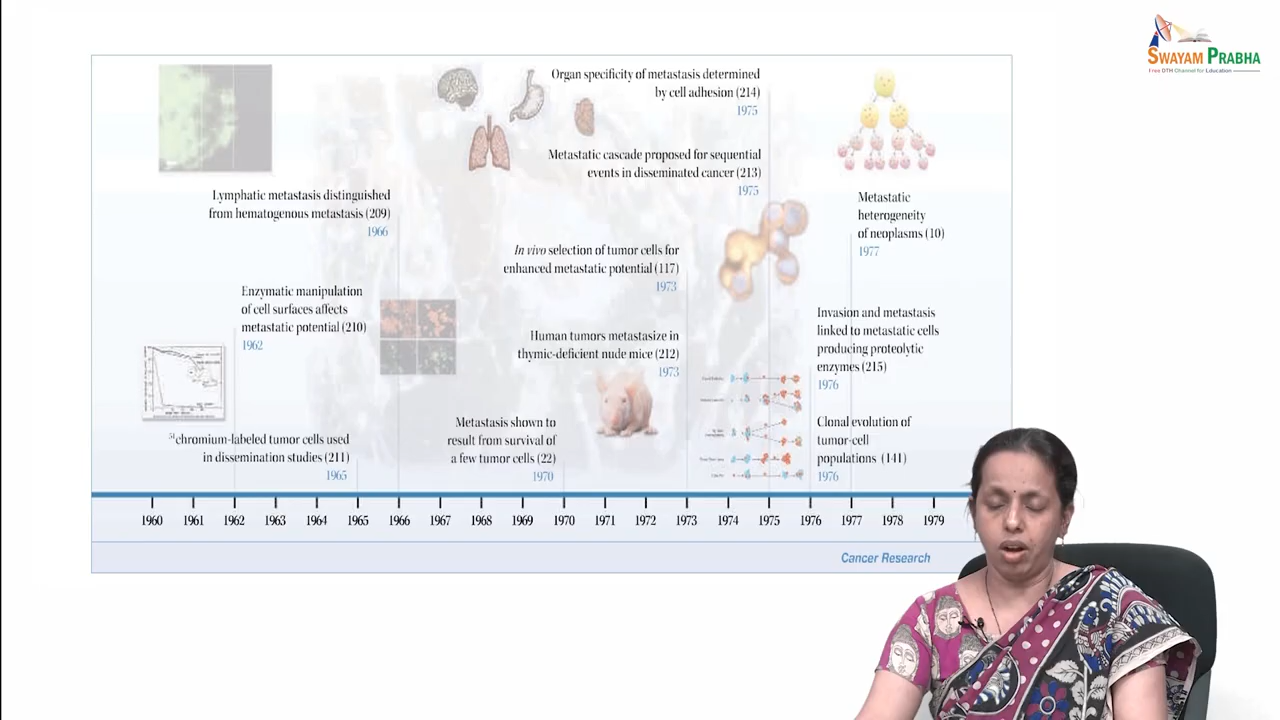 SWAYAM PRABHA
Free DTH Channel for Education
Organ specificity of metastasis determined
by cell adhesion (214)
1975
Metastatic cascade proposed for sequential
events in disseminated cancer (213)
1975
Lymphatic metastasis distinguished
from hematogenous metastasis (209)
1966
Metastatic
heterogeneity
of neoplasms (10)
1977
In vivo selection of tumor cells for
enhanced metastatic potential (117)
1973
Enzymatic manipulation
of cell surfaces affects
metastatic potential (210)
1962
Human tumors metastasize in
thymic-deficient nude mice (212)
1973
Invasion and metastasis
linked to metastatic cells
producing proteolytic
enzymes (215)
1976
51chromium-labeled tumor cells used
in dissemination studies (211)
1965
Metastasis shown to
result from survival of
a few tumor cells (22)
1970
Clonal evolution of
tumor-cell
populations (141)
1976
1960 1961 1962 1963 1964 1965 1966 1967 1968 1969 1970 1971 1972 1973 1974 1975 1976 1977 1978 1979
Cancer Research